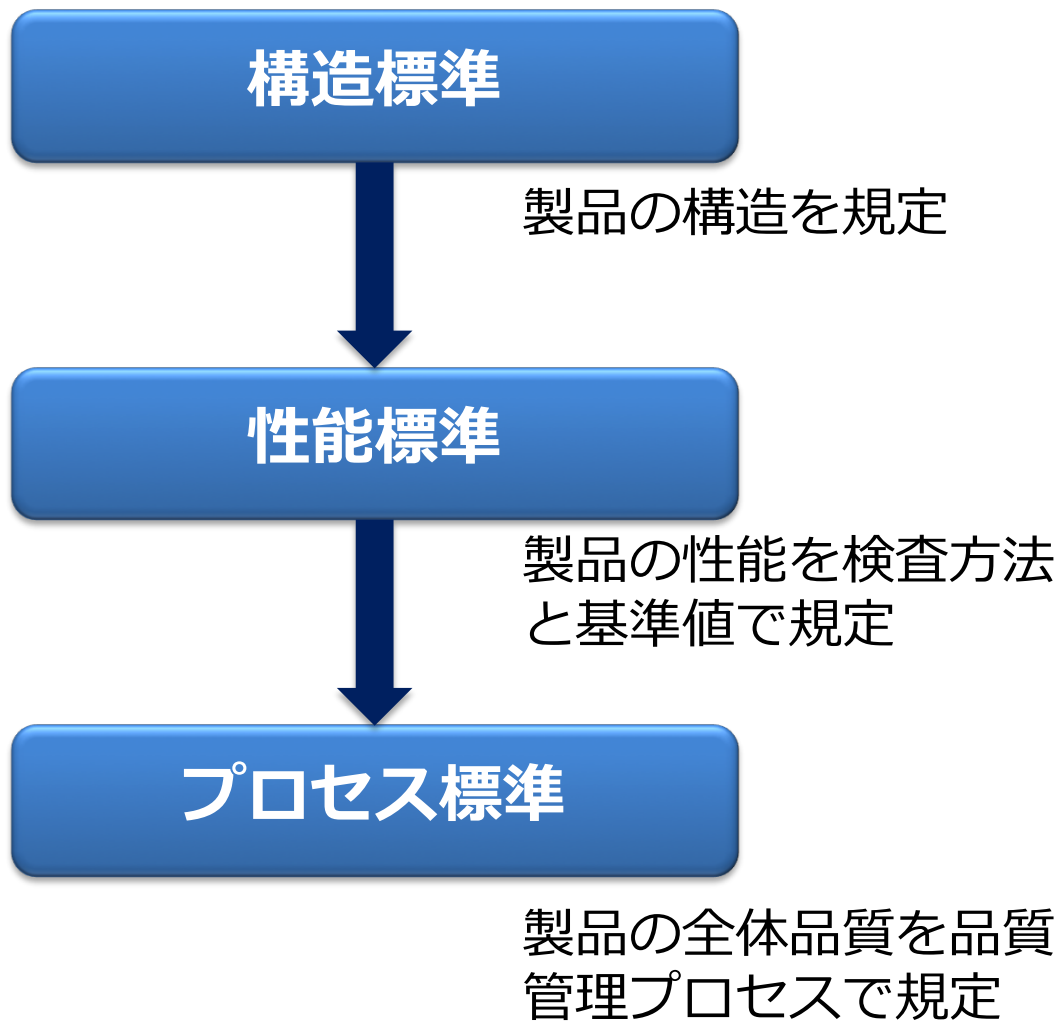 構造標準
製品の構造を規定
性能標準
製品の性能を検査方法
と基準値で規定
プロセス標準
製品の全体品質を品質
管理プロセスで規定